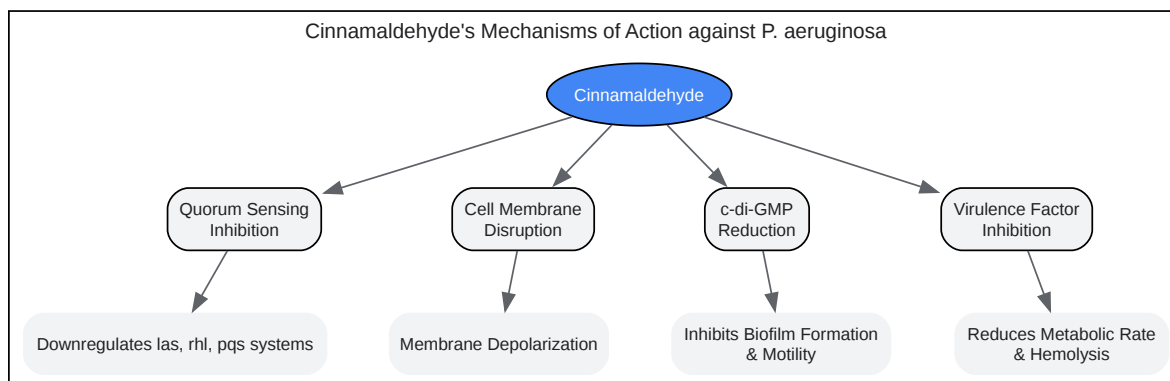 Cinnamaldehyde's Mechanisms of Action against P. aeruginosa
Cinnamaldehyde
Quorum Sensing
Inhibition
Cell Membrane
Disruption
c-di-GMP
Reduction
Virulence Factor
Inhibition
Downregulates las, rhl, pqs systems
Membrane Depolarization
Inhibits Biofilm Formation
& Motility
Reduces Metabolic Rate
& Hemolysis